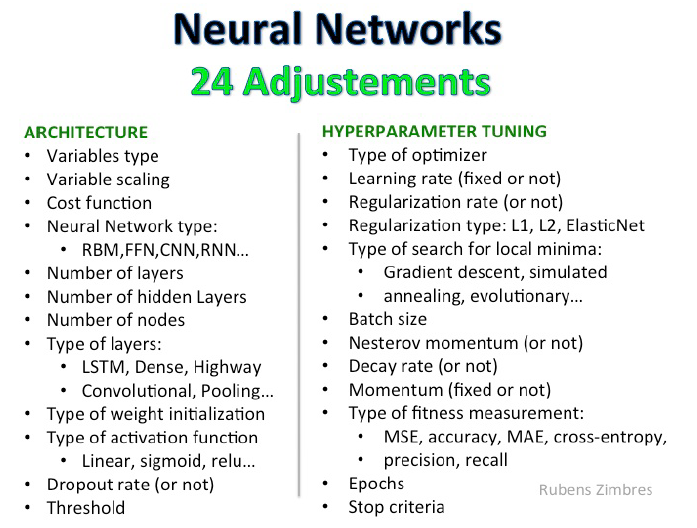 Neural Networks
24 Adjustements
ARCHITECTURE
• Variables type
• Variable scaling
• Cost function
• Neural Network type:
• RBM,FFN,CNN,RNN...
• Number of layers
• Number of hidden Layers
• Number of nodes
• Type of layers:
• LSTM, Dense, Highway
• Convolutional, Pooling...
• Type of weight initialization
• Type of activation function
• Linear, sigmoid, relu...
• Dropout rate (or not)
• Threshold
HYPERPARAMETER TUNING
• Type of optimizer
• Learning rate (fixed or not)
• Regularization rate (or not)
• Regularization type: L1, L2, ElasticNet
• Type of search for local minima:
• Gradient descent, simulated
• annealing, evolutionary...
• Batch size
• Nesterov momentum (or not)
• Decay rate (or not)
• Momentum (fixed or not)
• Type of fitness measurement:
• MSE, accuracy, MAE, cross-entropy,
• precision, recall
• Epochs
• Stop criteria
Rubens Zimbres